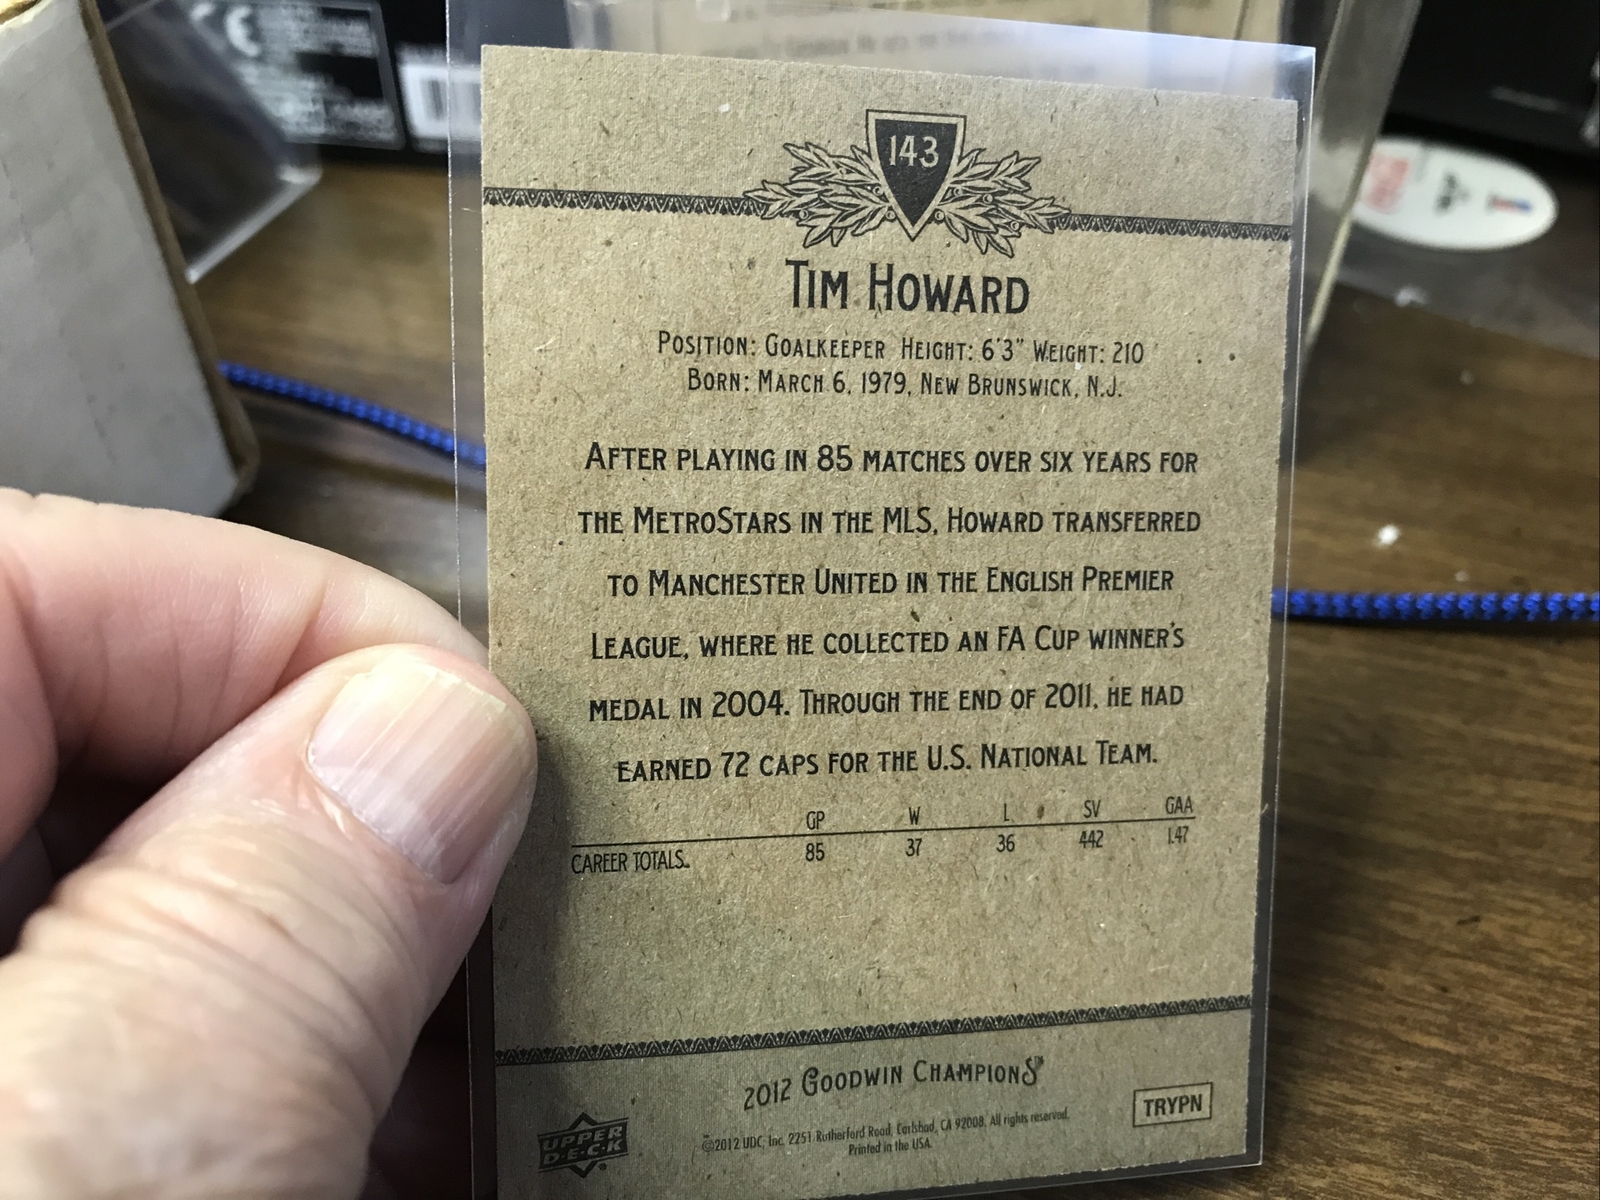 143
TIM HOWARD
POSITION: GOALKEEPER HEIGHT: 6'3" WEIGHT: 210
BORN: MARCH 6, 1979, NEW BRUNSWICK, N.J.
AFTER PLAYING IN 85 MATCHES OVER SIX YEARS FOR
THE METROSTARS IN THE MLS, HOWARD TRANSFERRED
TO MANCHESTER UNITED IN THE ENGLISH PREMIER
LEAGUE, WHERE HE COLLECTED AN FA CUP WINNER'S
MEDAL IN 2004. THROUGH THE END OF 2011, HE HAD
EARNED 72 CAPS FOR THE U.S. NATIONAL TEAM.
GP W L SV GAA
CAREER TOTALS.. 85 37 36 442 1.47
2012 GOODWIN CHAMPIONS™
TRYPN
UPPER
D·E·C·K
©2012 UDC, Inc. 2251 Rutherford Road, Carlsbad, CA 92008. All rights reserved.
Printed in the USA.